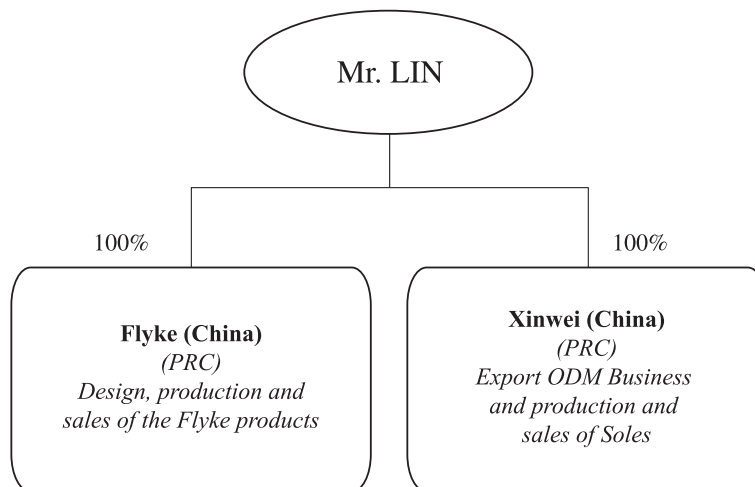 Mr. LIN
100%
100%
Flyke (China)
(PRC)
Design, production and
sales of the Flyke products
Xinwei (China)
(PRC)
Export ODM Business
and production and
sales of Soles